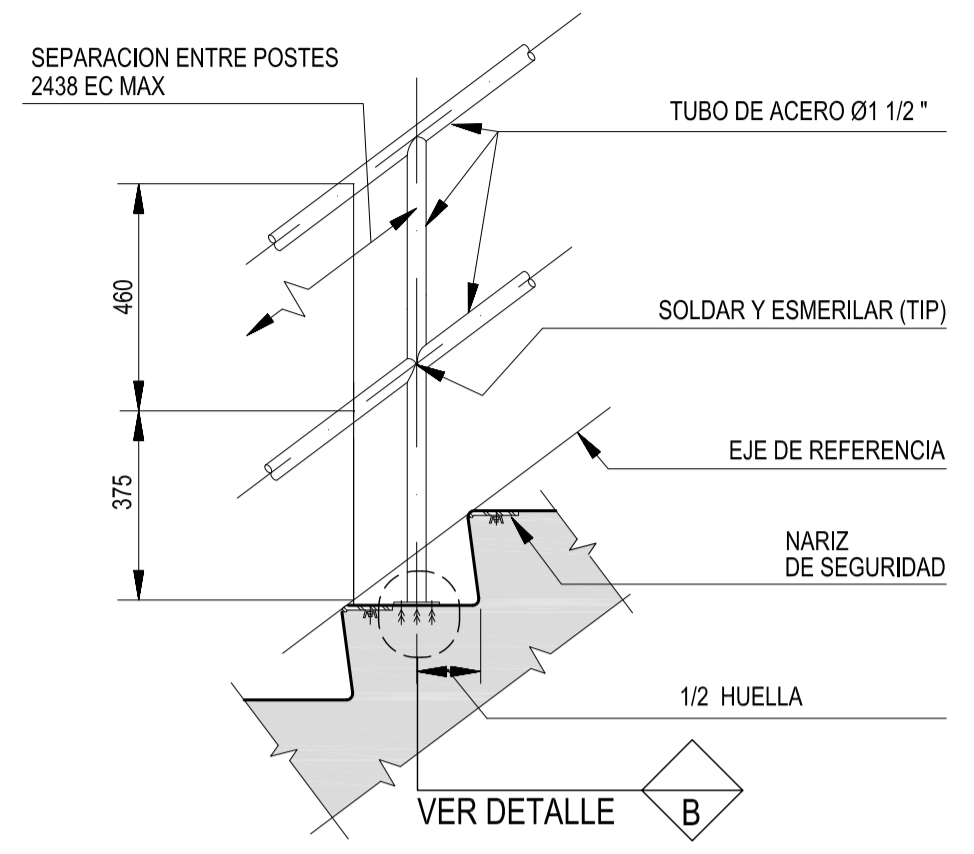 SEPARACION ENTRE POSTES
2438 EC MAX
TUBO DE ACERO Ø1 1/2 "
460
SOLDAR Y ESMERILAR (TIP)
375
EJE DE REFERENCIA
NARIZ
DE SEGURIDAD
1/2 HUELLA
VER DETALLE
B